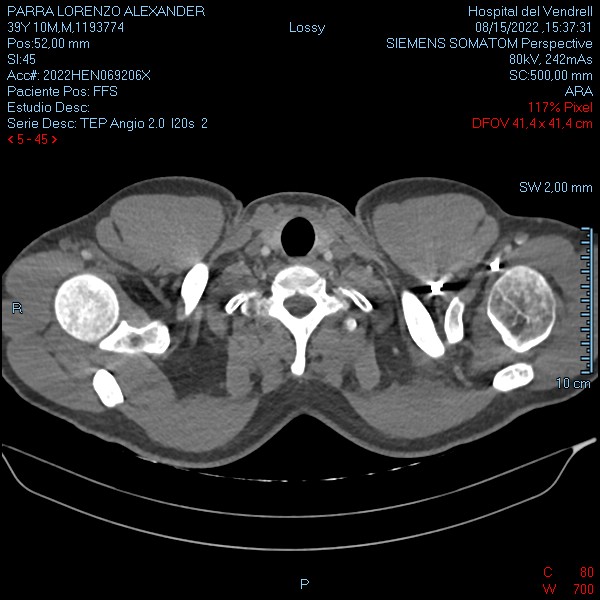 PARRA LORENZO ALEXANDER
39Y 10M,M,1193774
Pos:52,00 mm
SI:45
Acc#: 2022HEN069206X
Paciente Pos: FFS
Estudio Desc:
Serie Desc: TEP Angio 2.0 I20s 2
< 5 - 45 >
Lossy
Hospital del Vendrell
08/15/2022 ,15:37:31
SIEMENS SOMATOM Perspective
80kV, 242mAs
SC:500,00 mm
ARA
117% Pixel
DFOV 41,4 x 41,4 cm
SW 2,00 mm
R
10 cm
P
C 80
W 700